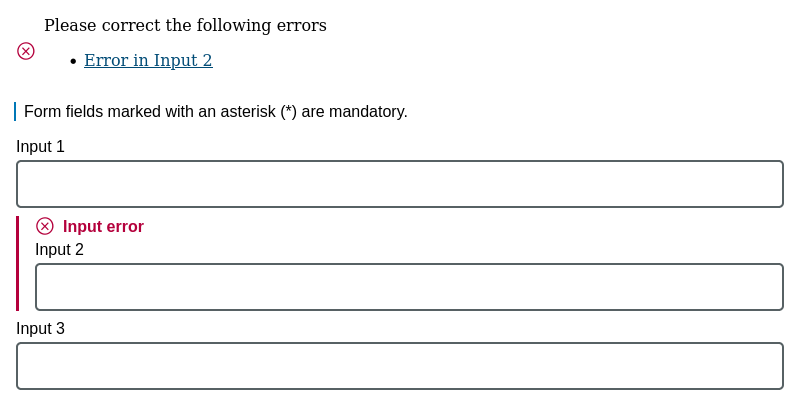 Please correct the following errors
• Error in Input 2
Form fields marked with an asterisk (*) are mandatory.
Input 1
Input error
Input 2
Input 3